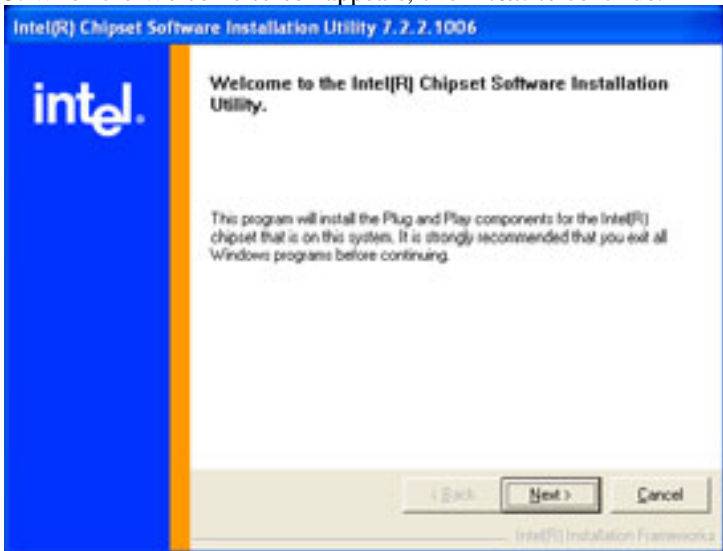 Intel(R) Chipset Software Installation Utility 7.2.2.1006
intel.
Welcome to the Intel(R) Chipset Software Installation
Utility.
This program will install the Plug and Play components for the Intel(R)
chipset that is on this system. It is strongly recommended that you exit all
Windows programs before continuing.
< Back
Next >
Cancel
Intel(R) Installation Frameworks